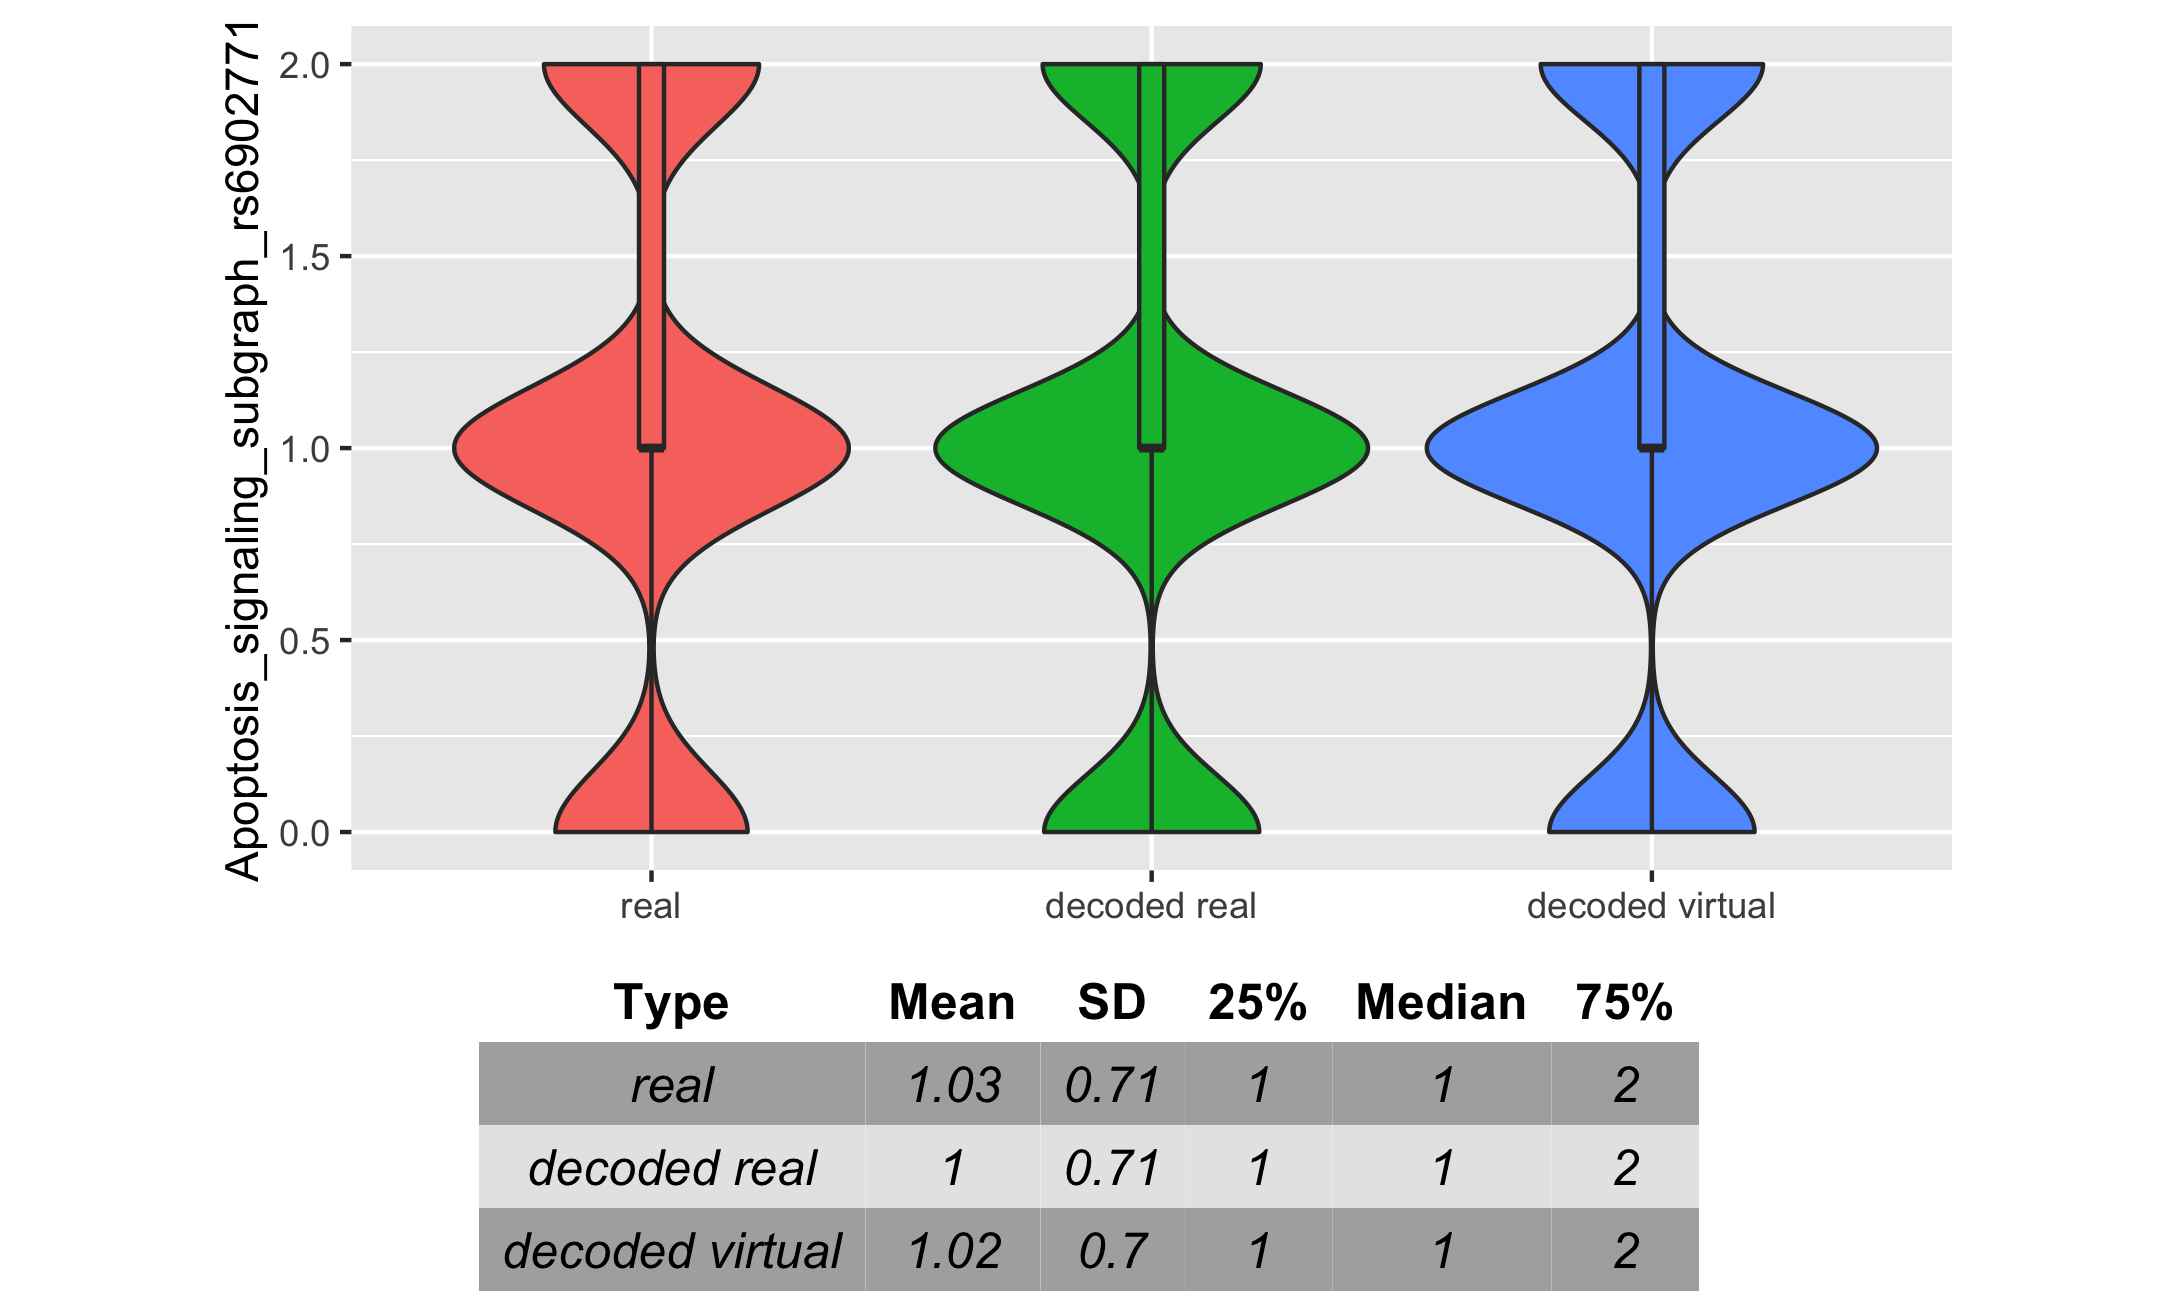 Apoptosis_signaling_subgraph_rs6902771
2.0
1.5
1.0
0.5
0.0
real decoded real decoded virtual
Type Mean SD 25% Median 75%
real 1.03 0.71 1 1 2
decoded real 1 0.71 1 1 2
decoded virtual 1.02 0.7 1 1 2